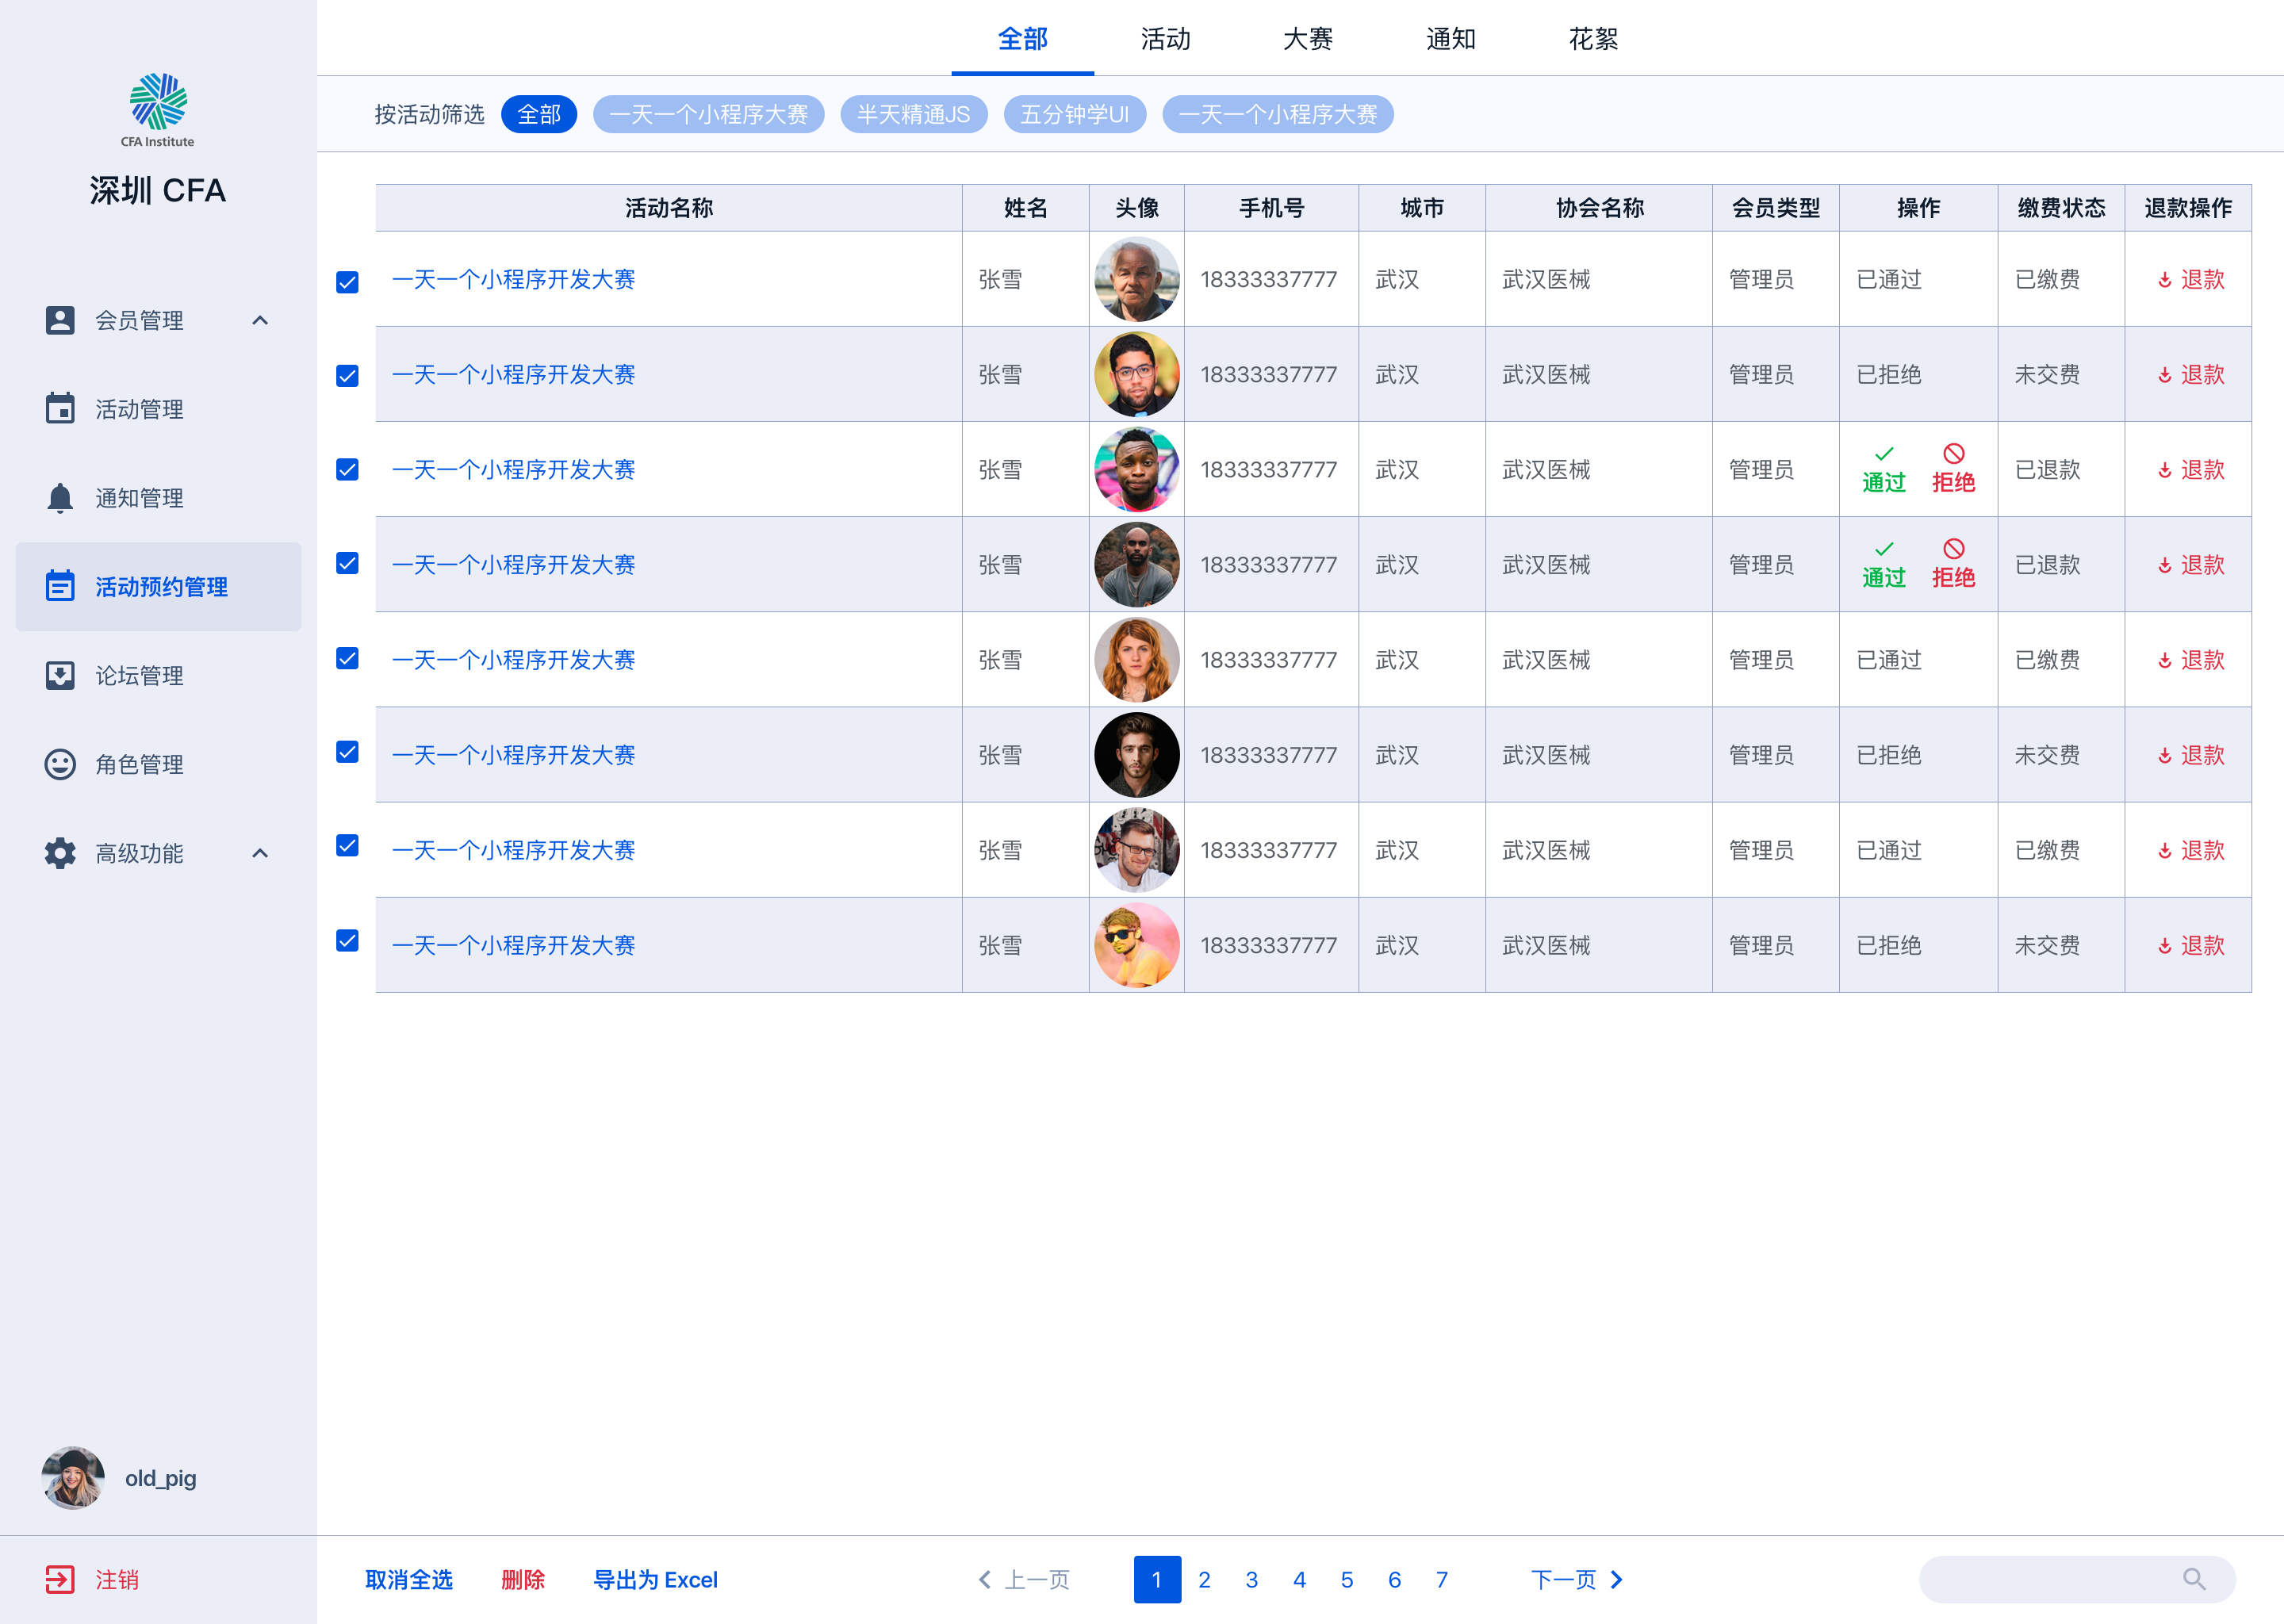 CFA Institute
深圳 CFA
会员管理
活动管理
通知管理
活动预约管理
论坛管理
角色管理
高级功能
old_pig
注销
全部 活动 大赛 通知 花絮
按活动筛选 全部 一天一个小程序大赛 半天精通JS 五分钟学UI 一天一个小程序大赛
活动名称 姓名 头像 手机号 城市 协会名称 会员类型 操作 缴费状态 退款操作
一天一个小程序开发大赛 张雪 18333337777 武汉 武汉医械 管理员 已通过 已缴费 退款
一天一个小程序开发大赛 张雪 18333337777 武汉 武汉医械 管理员 已拒绝 未交费 退款
一天一个小程序开发大赛 张雪 18333337777 武汉 武汉医械 管理员 通过 拒绝 已退款 退款
一天一个小程序开发大赛 张雪 18333337777 武汉 武汉医械 管理员 通过 拒绝 已退款 退款
一天一个小程序开发大赛 张雪 18333337777 武汉 武汉医械 管理员 已通过 已缴费 退款
一天一个小程序开发大赛 张雪 18333337777 武汉 武汉医械 管理员 已拒绝 未交费 退款
一天一个小程序开发大赛 张雪 18333337777 武汉 武汉医械 管理员 已通过 已缴费 退款
一天一个小程序开发大赛 张雪 18333337777 武汉 武汉医械 管理员 已拒绝 未交费 退款
取消全选 删除 导出为 Excel 上一页 1 2 3 4 5 6 7 下一页